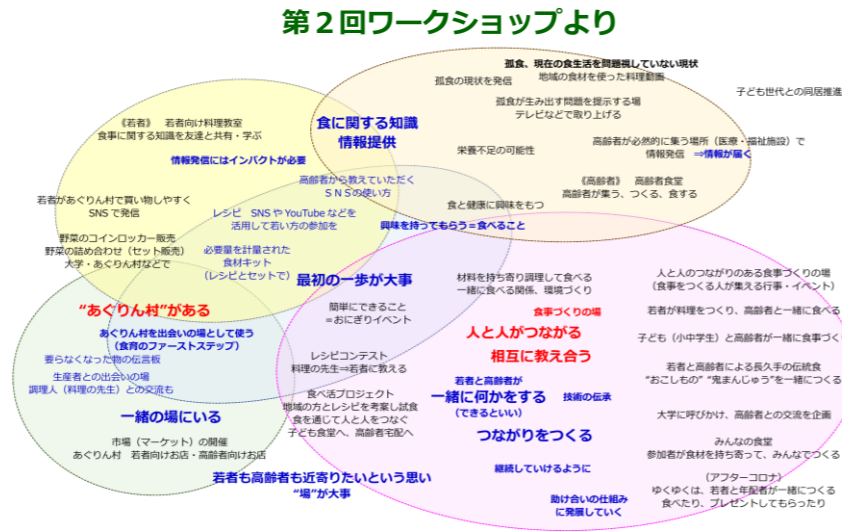 第２回ワークショップより
孤食、現在の食生活を問題視していない現状
孤食の現状を発信
地域の食材を使った料理動画
子ども世代との同居推進
孤食が生み出す問題を提示する場
テレビなどで取り上げる
《若者》　若者向け料理教室
食事に関する知識を友達と共有・学ぶ
食に関する知識
情報提供
情報発信にはインパクトが必要
栄養不足の可能性
高齢者が必然的に集う場所（医療・福祉施設）で
情報発信　⇒情報が届く
高齢者から教えていただく
ＳＮＳの使い方
《高齢者》　高齢者食堂
高齢者が集う、つくる、食する
若者があぐりん村で買い物しやすく
SNS で発信
食と健康に興味をもつ
レシピ　SNS や YouTube などを
活用して若い方の参加を
興味を持ってもらう＝食べること
野菜のコインロッカー販売
野菜の詰め合わせ（セット販売）
大学・あぐりん村などで
必要量を計量された
食材キット
（レシピとセットで）
最初の一歩が大事
材料を持ち寄り調理して食べる
一緒に食べる関係、環境づくり
人と人のつながりのある食事づくりの場
（食事をつくる人が集える行事・イベント）
“あぐりん村”がある
簡単にできること
＝おにぎりイベント
食事づくりの場
若者が料理をつくり、高齢者と一緒に食べる
あぐりん村を出会いの場として使う
（食育のファーストステップ）
人と人がつながる
相互に教え合う
子ども（小中学生）と高齢者が一緒に食事づく
要らなくなった物の伝言板
レシピコンテスト
料理の先生⇒若者に教える
生産者との出会いの場
調理人（料理の先生）との交流も
若者と高齢者が
一緒に何かをする
（できるといい）
技術の伝承
若者と高齢者による長久手の伝統食
“おこしもの” “鬼まんじゅう”を一緒につくる
食べ活プロジェクト
地域の方とレシピを考案し試食
食を通じて人と人をつなぐ
子ども食堂へ、高齢者宅配へ
一緒の場にいる
大学に呼びかけ、高齢者との交流を企画
つながりをつくる
市場（マーケット）の開催
あぐりん村　若者向けお店・高齢者向けお店
みんなの食堂
参加者が食材を持ち寄って、みんなでつくる
継続していけるように
若者も高齢者も近寄りたいという思い
“場”が大事
（アフターコロナ）
ゆくゆくは、若者と年配者が一緒につくる
食べたり、プレゼントしてもらったり
助け合いの仕組み
に発展していく